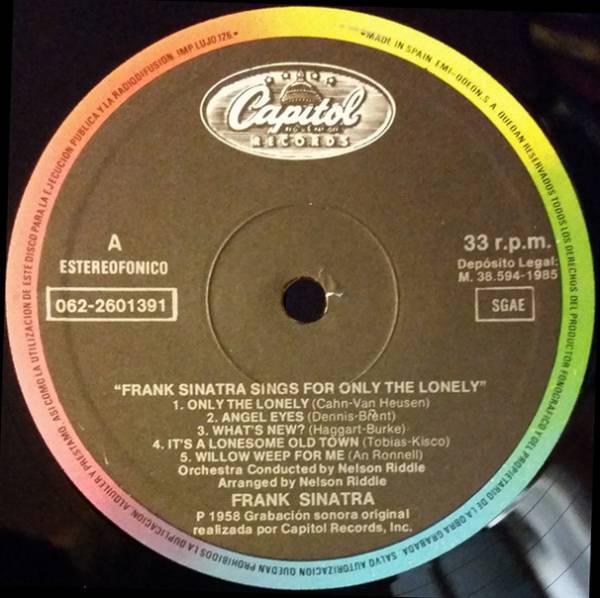 Capitol
REG. U.S. PAT. OFF.
RECORDS
A
ESTEREOFONICO
062-2601391
33 r.p.m.
Depósito Legal:
M. 38.594-1985
SGAE
"FRANK SINATRA SINGS FOR ONLY THE LONELY"
1. ONLY THE LONELY (Cahn-Van Heusen)
2. ANGEL EYES (Dennis-Brent)
3. WHAT'S NEW? (Haggart-Burke)
4. IT'S A LONESOME OLD TOWN (Tobias-Kisco)
5. WILLOW WEEP FOR ME (An Ronnell)
Orchestra Conducted by Nelson Riddle
Arranged by Nelson Riddle
FRANK SINATRA
P 1958 Grabación sonora original
realizada por Capitol Records, Inc.
•MADE IN SPAIN EMI-ODEON, S.A. QUEDAN RESERVADOS TODOS LOS DERECHOS DEL PRODUCTOR FONOGRAFICO Y DEL PROPIETARIO DE LA OBRA GRABADA. SALVO AUTORIZACION QUEDAN PROHIBIDOS LA DUPLICACION, ALQUILER Y PRESTAMO, ASI COMO LA UTILIZACION DE ESTE DISCO PARA LA EJECUCION PUBLICA Y LA RADIODIFUSION. IMP LUJO 126•